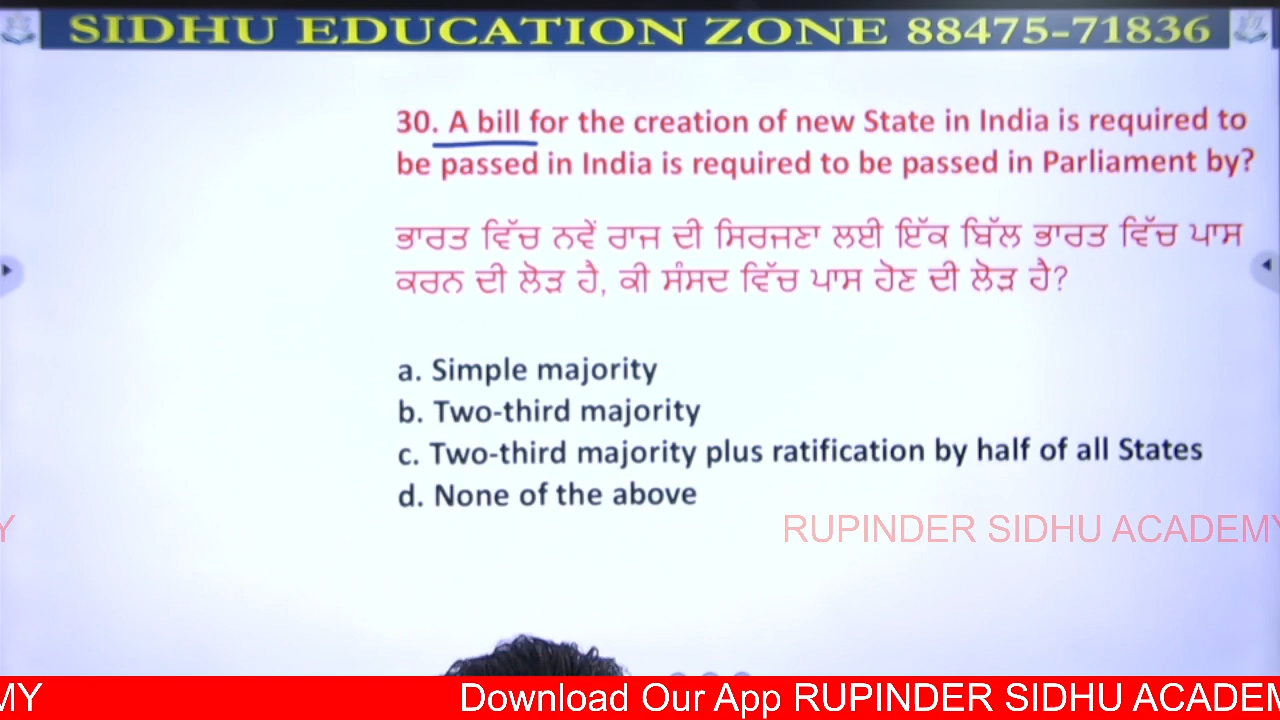 SIDHU EDUCATION ZONE 88475-71836
30. A bill for the creation of new State in India is required to
be passed in India is required to be passed in Parliament by?
ਭਾਰਤ ਵਿੱਚ ਨਵੇਂ ਰਾਜ ਦੀ ਸਿਰਜਣਾ ਲਈ ਇੱਕ ਬਿੱਲ ਭਾਰਤ ਵਿੱਚ ਪਾਸ
ਕਰਨ ਦੀ ਲੋੜ ਹੈ, ਕੀ ਸੰਸਦ ਵਿੱਚ ਪਾਸ ਹੋਣ ਦੀ ਲੋੜ ਹੈ?
a. Simple majority
b. Two-third majority
c. Two-third majority plus ratification by half of all States
d. None of the above
Y RUPINDER SIDHU ACADEMY
MY Download Our App RUPINDER SIDHU ACADEM